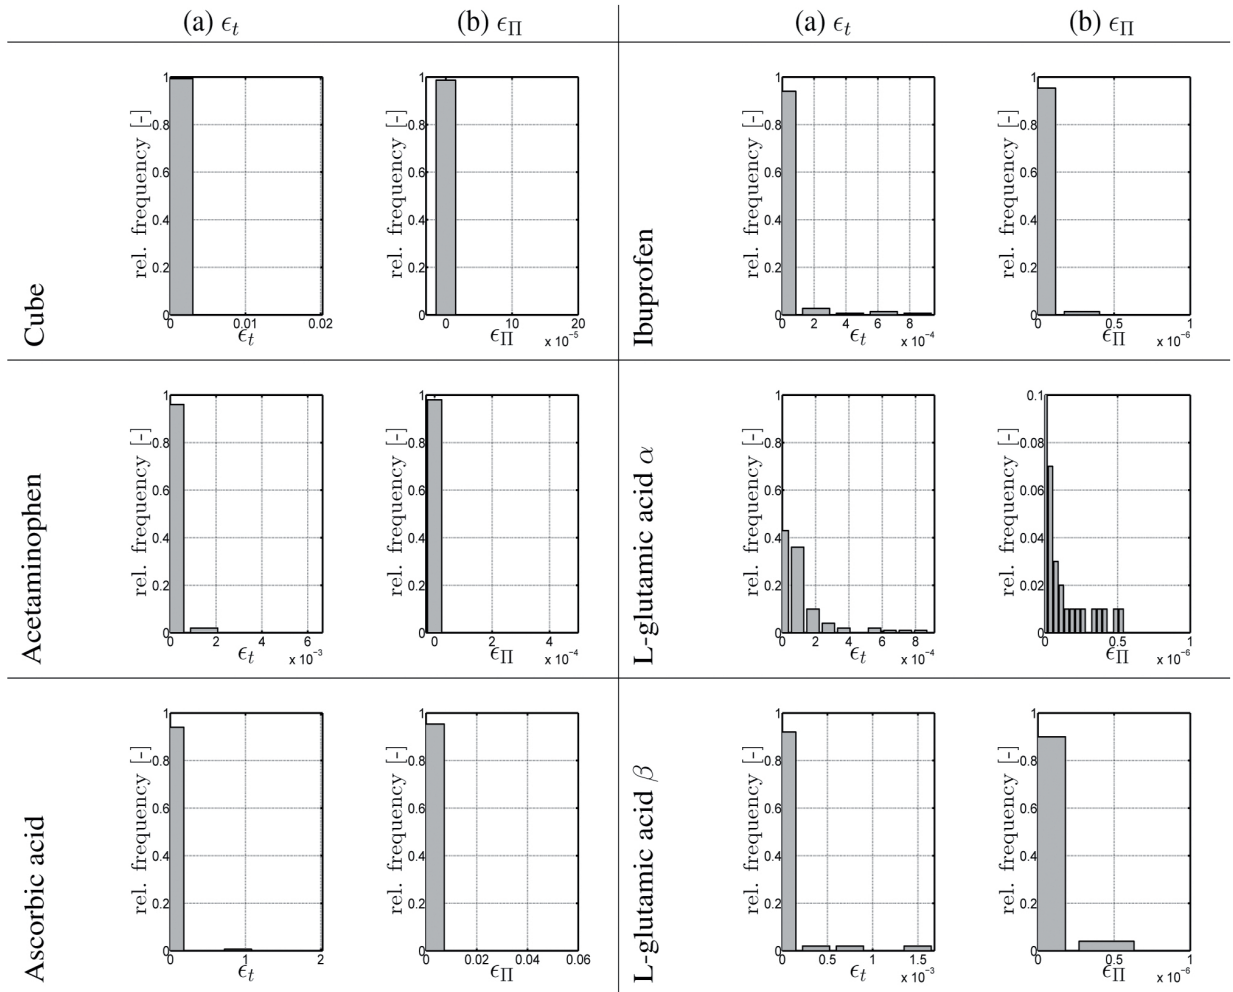 (a) ϵt (b) ϵΠ (a) ϵt (b) ϵΠ
Cube
rel. frequency [-]
1
0.8
0.6
0.4
0.2
0
0 0.01 0.02
ϵt
rel. frequency [-]
1
0.8
0.6
0.4
0.2
0
0 10 20
ϵΠ x 10⁻⁵
Ibuprofen
rel. frequency [-]
1
0.8
0.6
0.4
0.2
0
0 2 4 6 8
ϵt x 10⁻⁴
rel. frequency [-]
1
0.8
0.6
0.4
0.2
0
0 0.5 1
ϵΠ x 10⁻⁶
Acetaminophen
rel. frequency [-]
1
0.8
0.6
0.4
0.2
0
0 2 4 6
ϵt x 10⁻³
rel. frequency [-]
1
0.8
0.6
0.4
0.2
0
0 2 4
ϵΠ x 10⁻⁴
L-glutamic acid α
rel. frequency [-]
1
0.8
0.6
0.4
0.2
0
0 2 4 6 8
ϵt x 10⁻⁴
rel. frequency [-]
0.1
0.08
0.06
0.04
0.02
0
0 0.5 1
ϵΠ x 10⁻⁶
Ascorbic acid
rel. frequency [-]
1
0.8
0.6
0.4
0.2
0
0 1 2
ϵt
rel. frequency [-]
1
0.8
0.6
0.4
0.2
0
0 0.02 0.04 0.06
ϵΠ
L-glutamic acid β
rel. frequency [-]
1
0.8
0.6
0.4
0.2
0
0 0.5 1 1.5
ϵt x 10⁻³
rel. frequency [-]
1
0.8
0.6
0.4
0.2
0
0 0.5 1
ϵΠ x 10⁻⁶